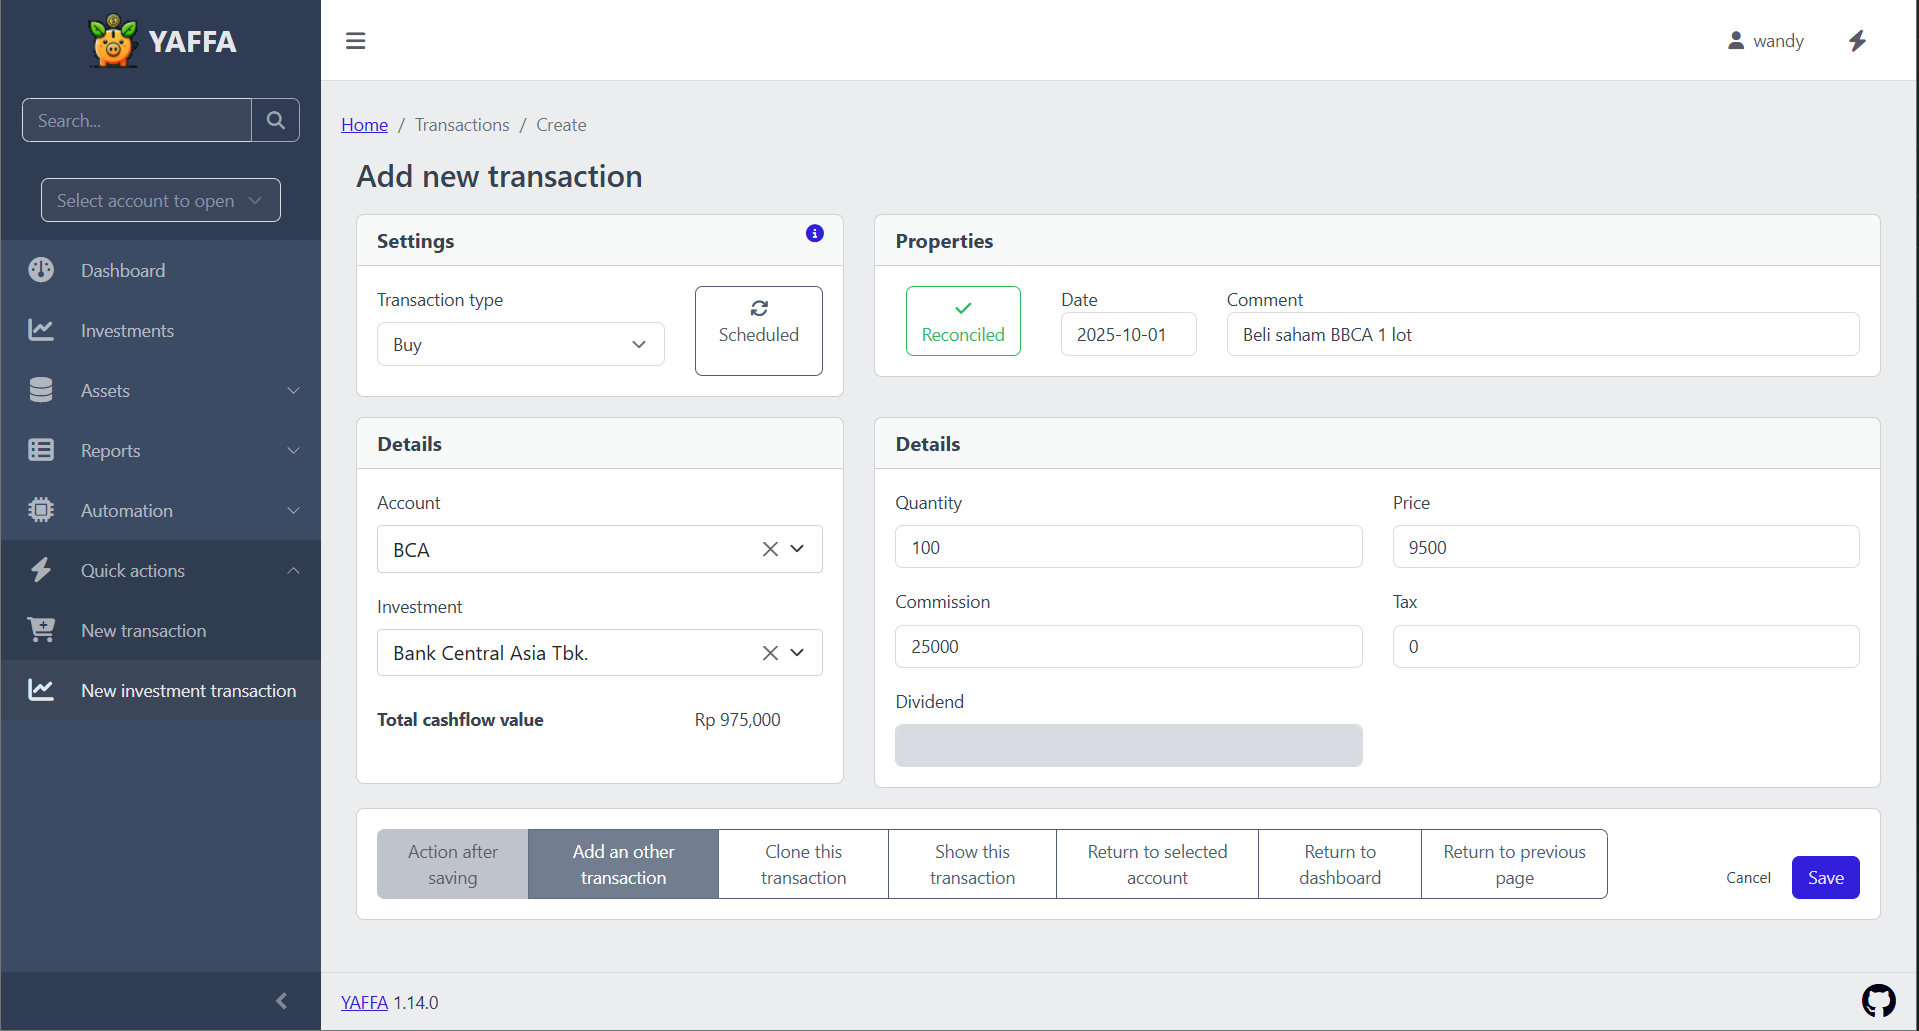 YAFFA
Search...
Select account to open
Dashboard
Investments
Assets
Reports
Automation
Quick actions
New transaction
New investment transaction
wandy
Home / Transactions / Create
Add new transaction
Settings
Transaction type
Buy
Scheduled
Properties
Reconciled
Date
2025-10-01
Comment
Beli saham BBCA 1 lot
Details
Account
BCA
Investment
Bank Central Asia Tbk.
Total cashflow value Rp 975,000
Details
Quantity
100
Price
9500
Commission
25000
Tax
0
Dividend
Action after
saving
Add an other
transaction
Clone this
transaction
Show this
transaction
Return to selected
account
Return to
dashboard
Return to previous
page
Cancel
Save
YAFFA 1.14.0